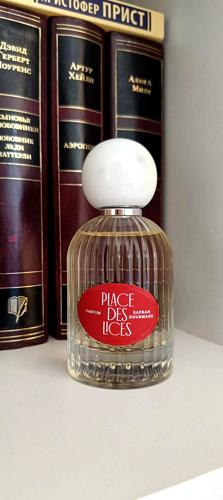 ИСТОФЕР ПРИСТ
ДЭВИД
ГЕРБЕРТ
ЛОУРЕНС
СЫНОВЬЯ
ЛЮБОВНИКИ
ЛЮБОВНИК
ЛЕДИ
ЧАТТЕРЛИ
АРТУР
ХЕЙЛИ
АЭРОПОРТ
АЛАН А.
МИЛН
PLACE
DES
LICES
PARFUM
SAFRAN
GOURMAND